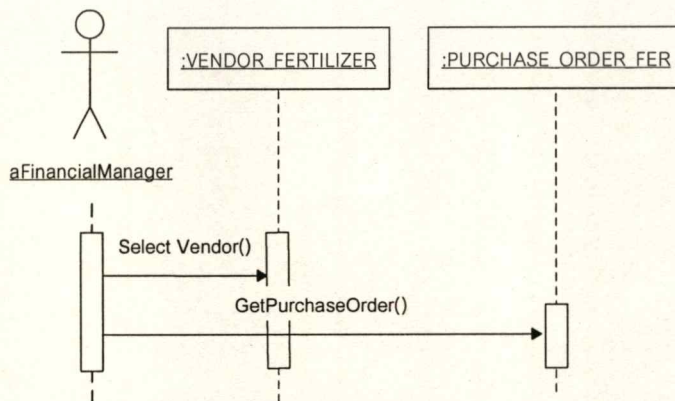 :VENDOR FERTILIZER
:PURCHASE ORDER FER
aFinancialManager
Select Vendor()
GetPurchaseOrder()